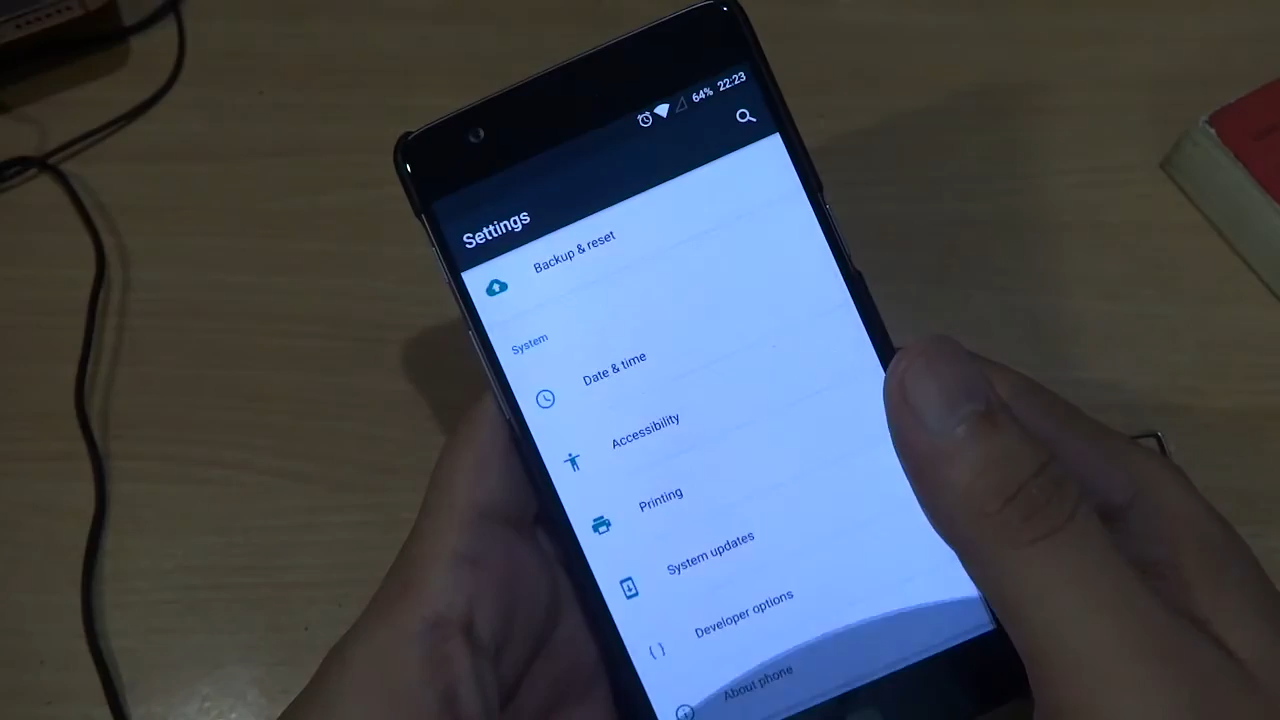 64% 22:23
Settings
Backup & reset
System
Date & time
Accessibility
Printing
System updates
Developer options
About phone